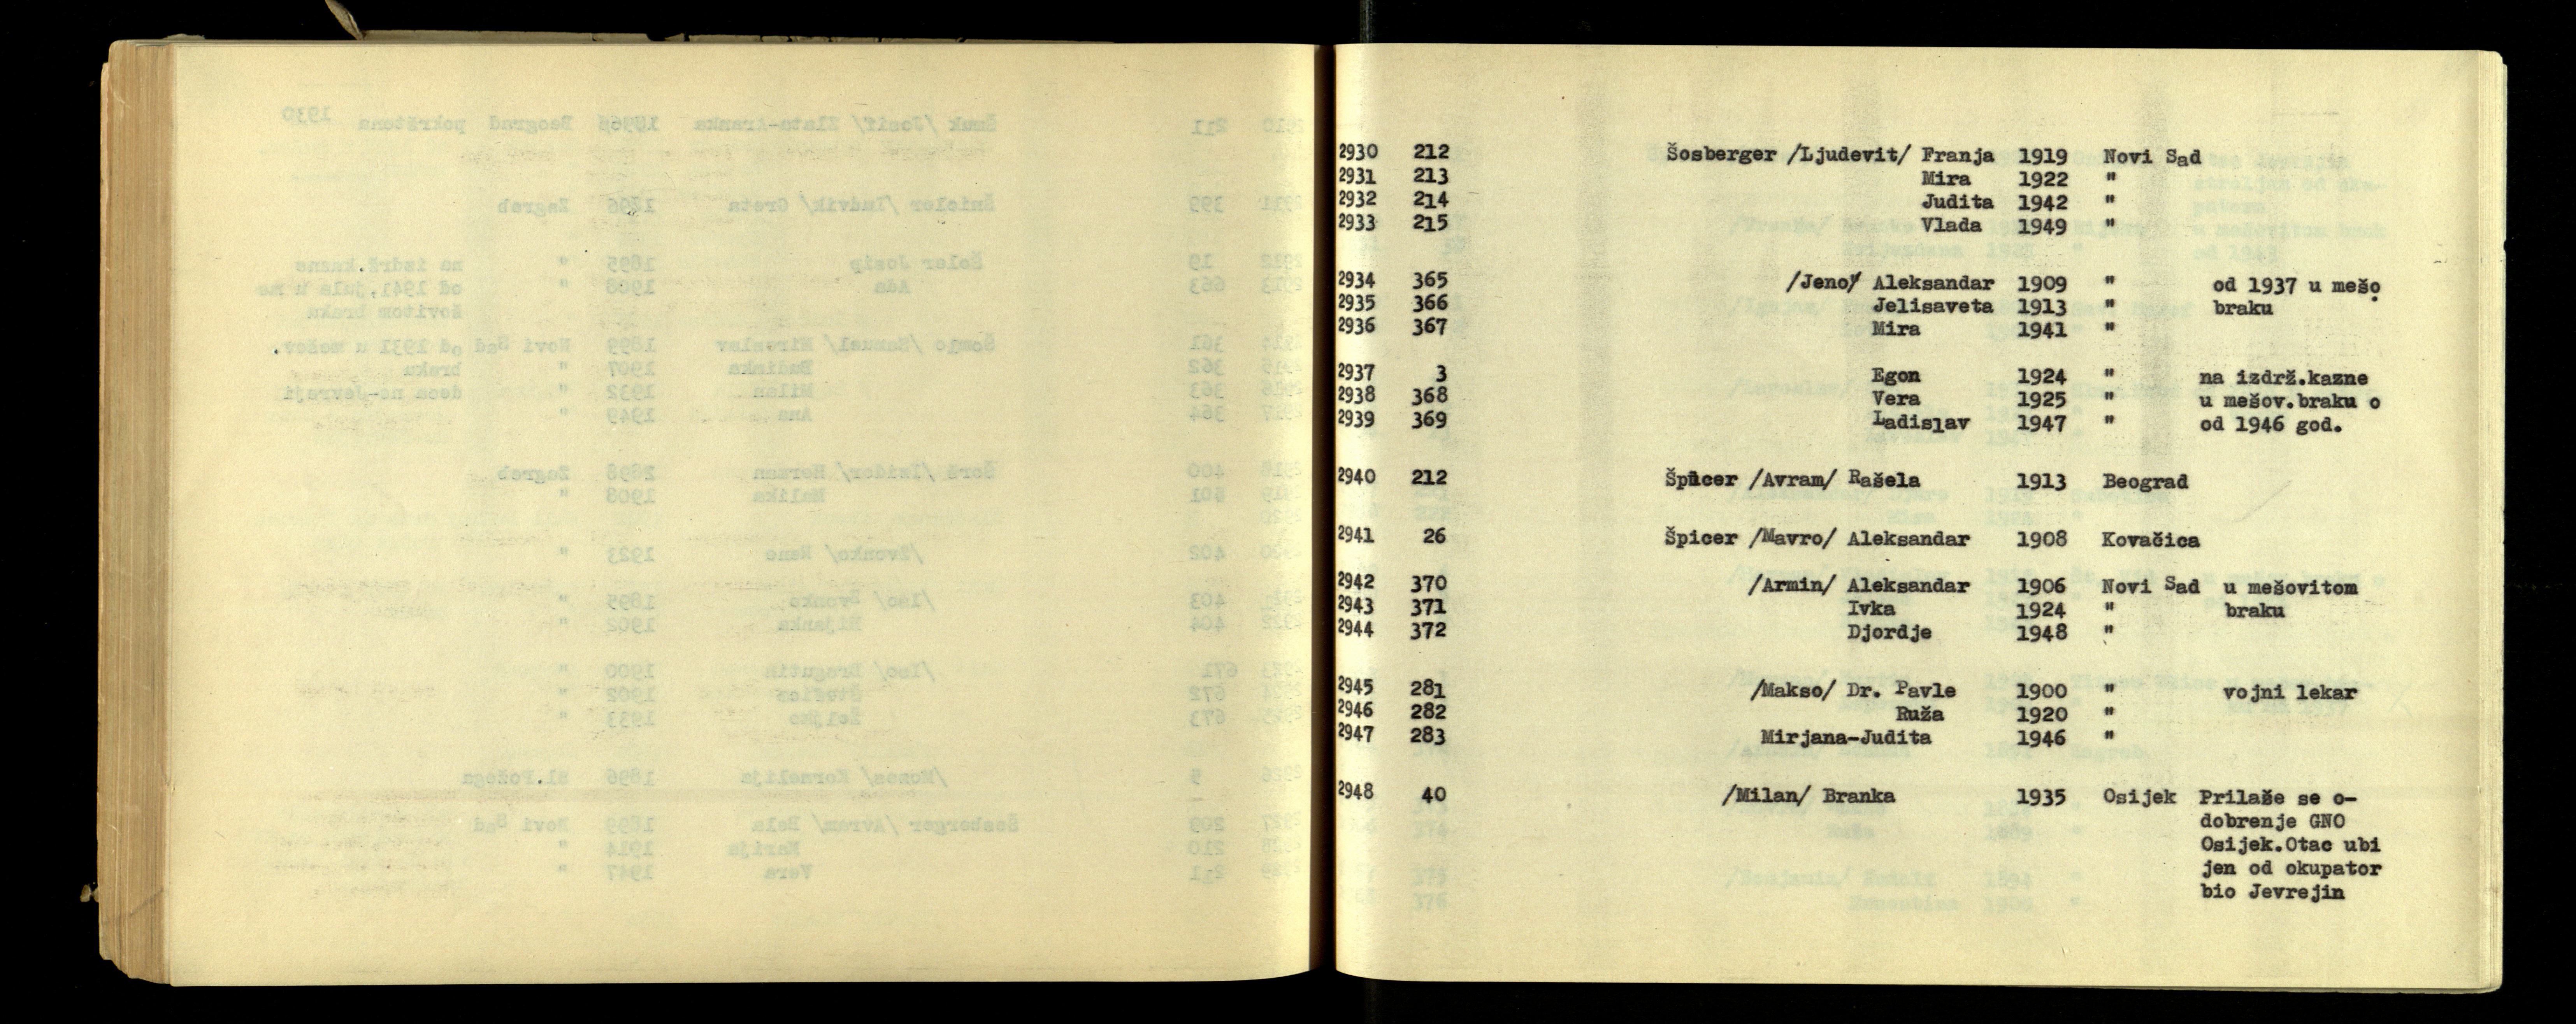 2930 212 Šosberger /Ljudevit/ Franja 1919 Novi Sad
2931 213 Mira 1922 "
2932 214 Judita 1942 "
2933 215 Vlada 1949 "
2934 365 /Jeno/ Aleksandar 1909 " od 1937 u mešo
2935 366 Jelisaveta 1913 " braku
2936 367 Mira 1941 "
2937 3 Egon 1924 " na izdrž.kazne
2938 368 Vera 1925 " u mešov.braku o
2939 369 Ladislav 1947 " od 1946 god.
2940 212 Špicer /Avram/ Rašela 1913 Beograd
2941 26 Špicer /Mavro/ Aleksandar 1908 Kovačica
2942 370 /Armin/ Aleksandar 1906 Novi Sad u mešovitom
2943 371 Ivka 1924 " braku
2944 372 Djordje 1948 "
2945 281 /Makso/ Dr. Pavle 1900 " vojni lekar
2946 282 Ruža 1920 "
2947 283 Mirjana-Judita 1946 "
2948 40 /Milan/ Branka 1935 Osijek Prilaže se o-
dobrenje GNO
Osijek.Otac ubi
jen od okupator
bio Jevrejin